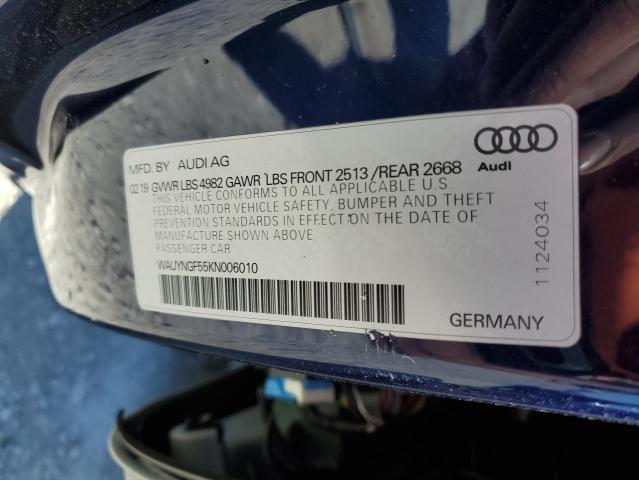 MFD. BY AUDI AG
02 19 GVWR LBS 4982 GAWR LBS FRONT 2513 /REAR 2668
THIS VEHICLE CONFORMS TO ALL APPLICABLE U.S.
FEDERAL MOTOR VEHICLE SAFETY, BUMPER AND THEFT
PREVENTION STANDARDS IN EFFECT ON THE DATE OF
MANUFACTURE SHOWN ABOVE
PASSENGER CAR
WAUYNGF55KN006010
Audi
1124034
GERMANY